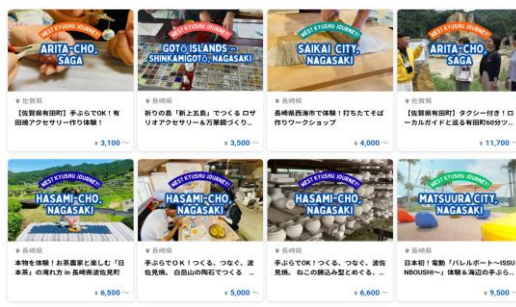 WEST KYUSHU JOURNEY!
ARITA-CHO,
SAGA
佐賀県
【佐賀県有田町】手ぶらでOK!有
田焼アクセサリー作り体験!
¥ 3,100 〜
WEST KYUSHU JOURNEY!
GOTO ISLANDS –
SHINKAMIGOTO, NAGASAKI
長崎県
祈りの島「新上五島」でつくる ロザ
リオアクセサリー&万華鏡づくり...
¥ 3,500 〜
WEST KYUSHU JOURNEY!
SAIKAI CITY,
NAGASAKI
長崎県
長崎県西海市で体験!打ちたてそば
作りワークショップ
¥ 4,000 〜
WEST KYUSHU JOURNEY!
ARITA-CHO,
SAGA
佐賀県
【佐賀県有田町】タクシー付き!ロ
ーカルガイドと巡る有田町60分ツ...
¥ 11,700 〜
WEST KYUSHU JOURNEY!
HASAMI-CHO,
NAGASAKI
長崎県
本物を体験!お茶農家と楽しむ「日
本茶」の淹れ方 in 長崎県波佐見町
¥ 6,500 〜
WEST KYUSHU JOURNEY!
HASAMI-CHO,
NAGASAKI
長崎県
手ぶらでOK!つくる、つなぐ、波
佐見焼。 白岳山の陶石でつくる ...
¥ 5,000 〜
WEST KYUSHU JOURNEY!
HASAMI-CHO,
NAGASAKI
長崎県
手ぶらでOK!つくる、つなぐ、波佐
見焼。 ねこの鋳込み型とめぐる、...
¥ 6,600 〜
WEST KYUSHU JOURNEY!
MATSUURA CITY,
NAGASAKI
長崎県
日本初!電動「バレルボート〜ISSU
NBOUSHI〜」体験&海辺の手ぶら...
¥ 9,500 〜